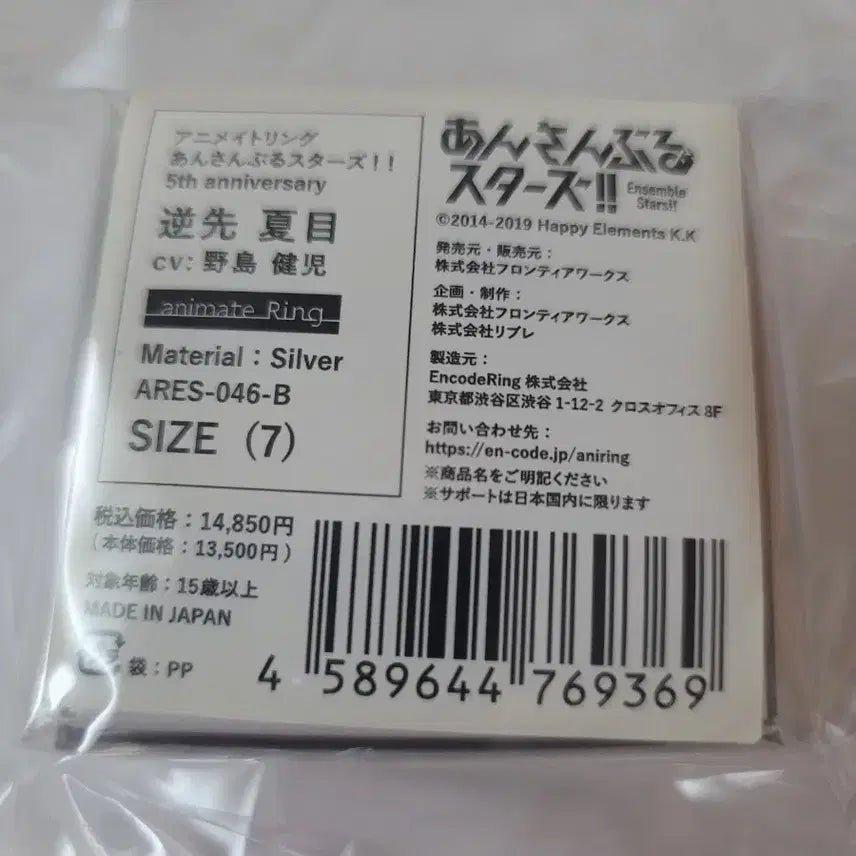 アニメイトリング
あんさんぶるスターズ！！
5th anniversary
逆先 夏目
cv: 野島 健児
animate Ring
Material：Silver
ARES-046-B
SIZE（7）
あんさんぶる
スターズ!!
Ensemble
Stars!!
©2014-2019 Happy Elements K.K
発売元・販売元：
株式会社フロンティアワークス
企画・制作：
株式会社フロンティアワークス
株式会社リブレ
製造元：
EncodeRing 株式会社
東京都渋谷区渋谷 1-12-2 クロスオフィス 8F
お問い合わせ先：
https://en-code.jp/aniring
※商品名をご明記ください
※サポートは日本国内に限ります
税込価格：14,850円
（本体価格：13,500円）
対象年齢：15歳以上
MADE IN JAPAN
袋：PP
4 589644 769369